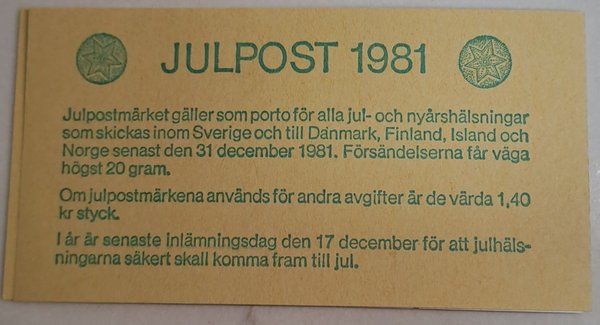 JULPOST 1981
Julpostmärket gäller som porto för alla jul- och nyårshälsningar
som skickas inom Sverige och till Danmark, Finland, Island och
Norge senast den 31 december 1981. Försändelserna får väga
högst 20 gram.
Om julpostmärkena används för andra avgifter är de värda 1,40
kr styck.
I år är senaste inlämningsdag den 17 december för att julhäls-
ningarna säkert skall komma fram till jul.